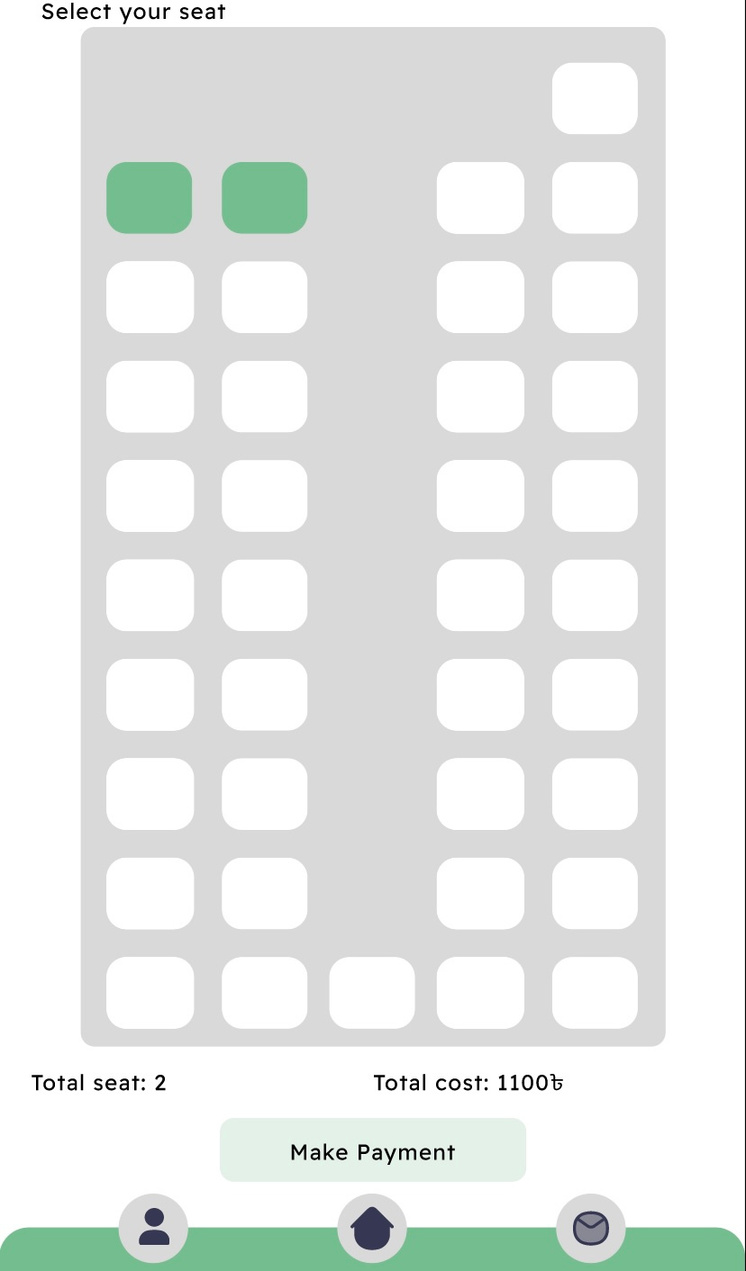 Select your seat
Total seat: 2
Total cost: 1100৳
Make Payment